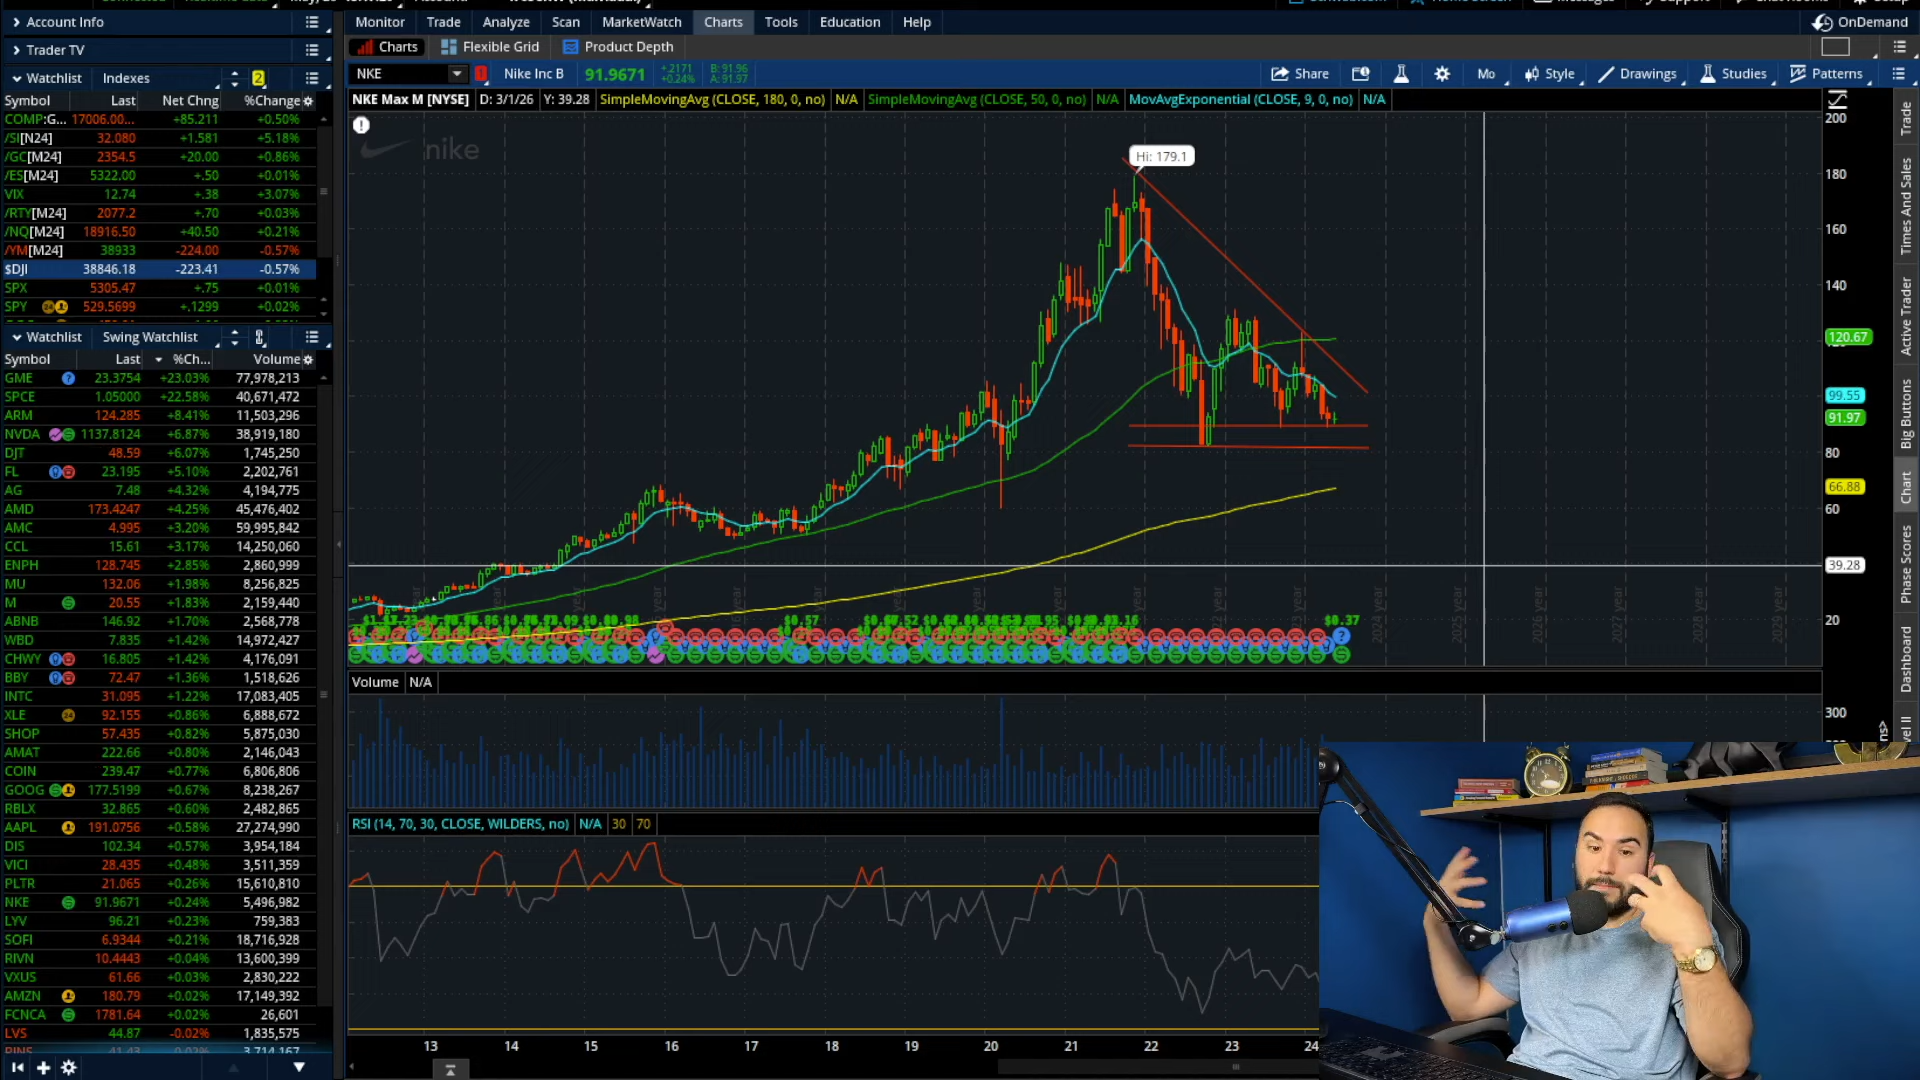 Account Info
Trader TV
Watchlist Indexes 2
Symbol Last Net Chng %Change
COMP:G... 17006.00... +85.211 +0.50%
/SI[N24] 32.080 +1.581 +5.18%
/GC[M24] 2354.5 +20.00 +0.86%
/ES[M24] 5322.00 +.50 +0.01%
VIX 12.74 +.38 +3.07%
/RTY[M24] 2077.2 +.70 +0.03%
/NQ[M24] 18916.50 +40.50 +0.21%
/YM[M24] 38933 -224.00 -0.57%
$DJI 38846.18 -223.41 -0.57%
SPX 5305.47 +.75 +0.01%
SPY 529.5699 +.1299 +0.02%
Watchlist Swing Watchlist
Symbol Last %Ch... Volume
GME 23.3754 +23.03% 77,978,213
SPCE 1.05000 +22.58% 40,671,472
ARM 124.285 +8.41% 11,503,296
NVDA 1137.8124 +6.87% 38,919,180
DJT 48.59 +6.07% 1,745,250
FL 23.195 +5.10% 2,202,761
AG 7.48 +4.32% 4,194,775
AMD 173.4247 +4.25% 45,476,402
AMC 4.995 +3.20% 59,995,842
CCL 15.61 +3.17% 14,250,060
ENPH 128.745 +2.85% 2,860,999
MU 132.06 +1.98% 8,256,825
M 20.55 +1.83% 2,159,440
ABNB 146.92 +1.70% 2,568,778
WBD 7.835 +1.42% 14,972,427
CHWY 16.805 +1.42% 4,176,091
BBY 72.47 +1.36% 1,518,626
INTC 31.095 +1.22% 17,083,405
XLE 92.155 +0.86% 6,888,672
SHOP 57.435 +0.82% 5,875,030
AMAT 222.66 +0.80% 2,146,043
COIN 239.47 +0.77% 6,806,806
GOOG 177.5199 +0.67% 8,238,267
RBLX 32.865 +0.60% 2,482,865
AAPL 191.0756 +0.58% 27,274,990
DIS 102.34 +0.57% 3,954,184
VICI 28.435 +0.48% 3,511,359
PLTR 21.065 +0.26% 15,610,810
NKE 91.9671 +0.24% 5,496,982
LYV 96.21 +0.23% 759,383
SOFI 6.9344 +0.21% 18,716,928
RIVN 10.4443 +0.04% 13,600,399
VXUS 61.66 +0.03% 2,830,222
AMZN 180.79 +0.02% 17,149,392
FCNCA 1781.64 +0.02% 26,601
LVS 44.87 -0.02% 1,835,575
Monitor Trade Analyze Scan MarketWatch Charts Tools Education Help
OnDemand
Charts Flexible Grid Product Depth
NKE 1 Nike Inc B 91.9671 +.2171 +0.24% B: 91.96 A: 91.97
Share Mo Style Drawings Studies Patterns
NKE Max M [NYSE] D: 3/1/26 Y: 39.28 SimpleMovingAvg (CLOSE, 180, 0, no) N/A SimpleMovingAvg (CLOSE, 50, 0, no) N/A MovAvgExponential (CLOSE, 9, 0, no) N/A
nike
Hi: 179.1
200
180
160
140
120.67
99.55
91.97
80
66.88
60
39.28
20
$0.57
$0.37
Volume N/A
300
RSI (14, 70, 30, CLOSE, WILDERS, no) N/A 30 70
13 14 15 16 17 18 19 20 21 22 23 24
Trade
Times And Sales
Active Trader
Big Buttons
Chart
Phase Scores
Dashboard